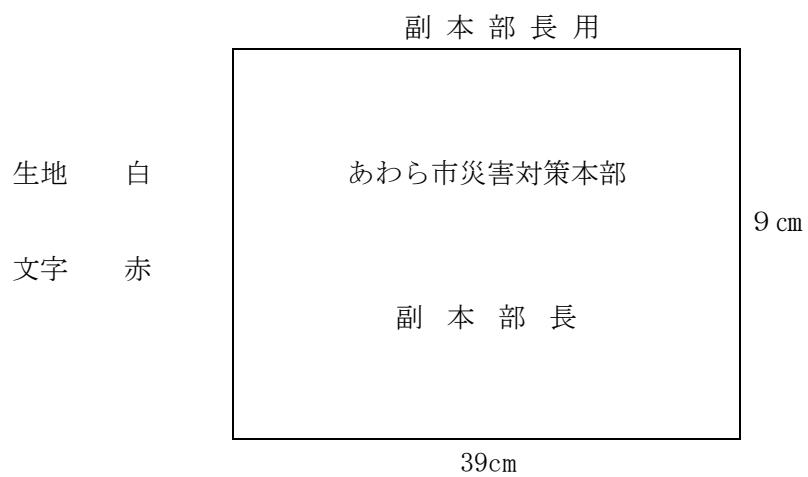 副 本 部 長 用
生地　　白
あわら市災害対策本部
９㎝
文字　　赤
副　本　部　長
39cm